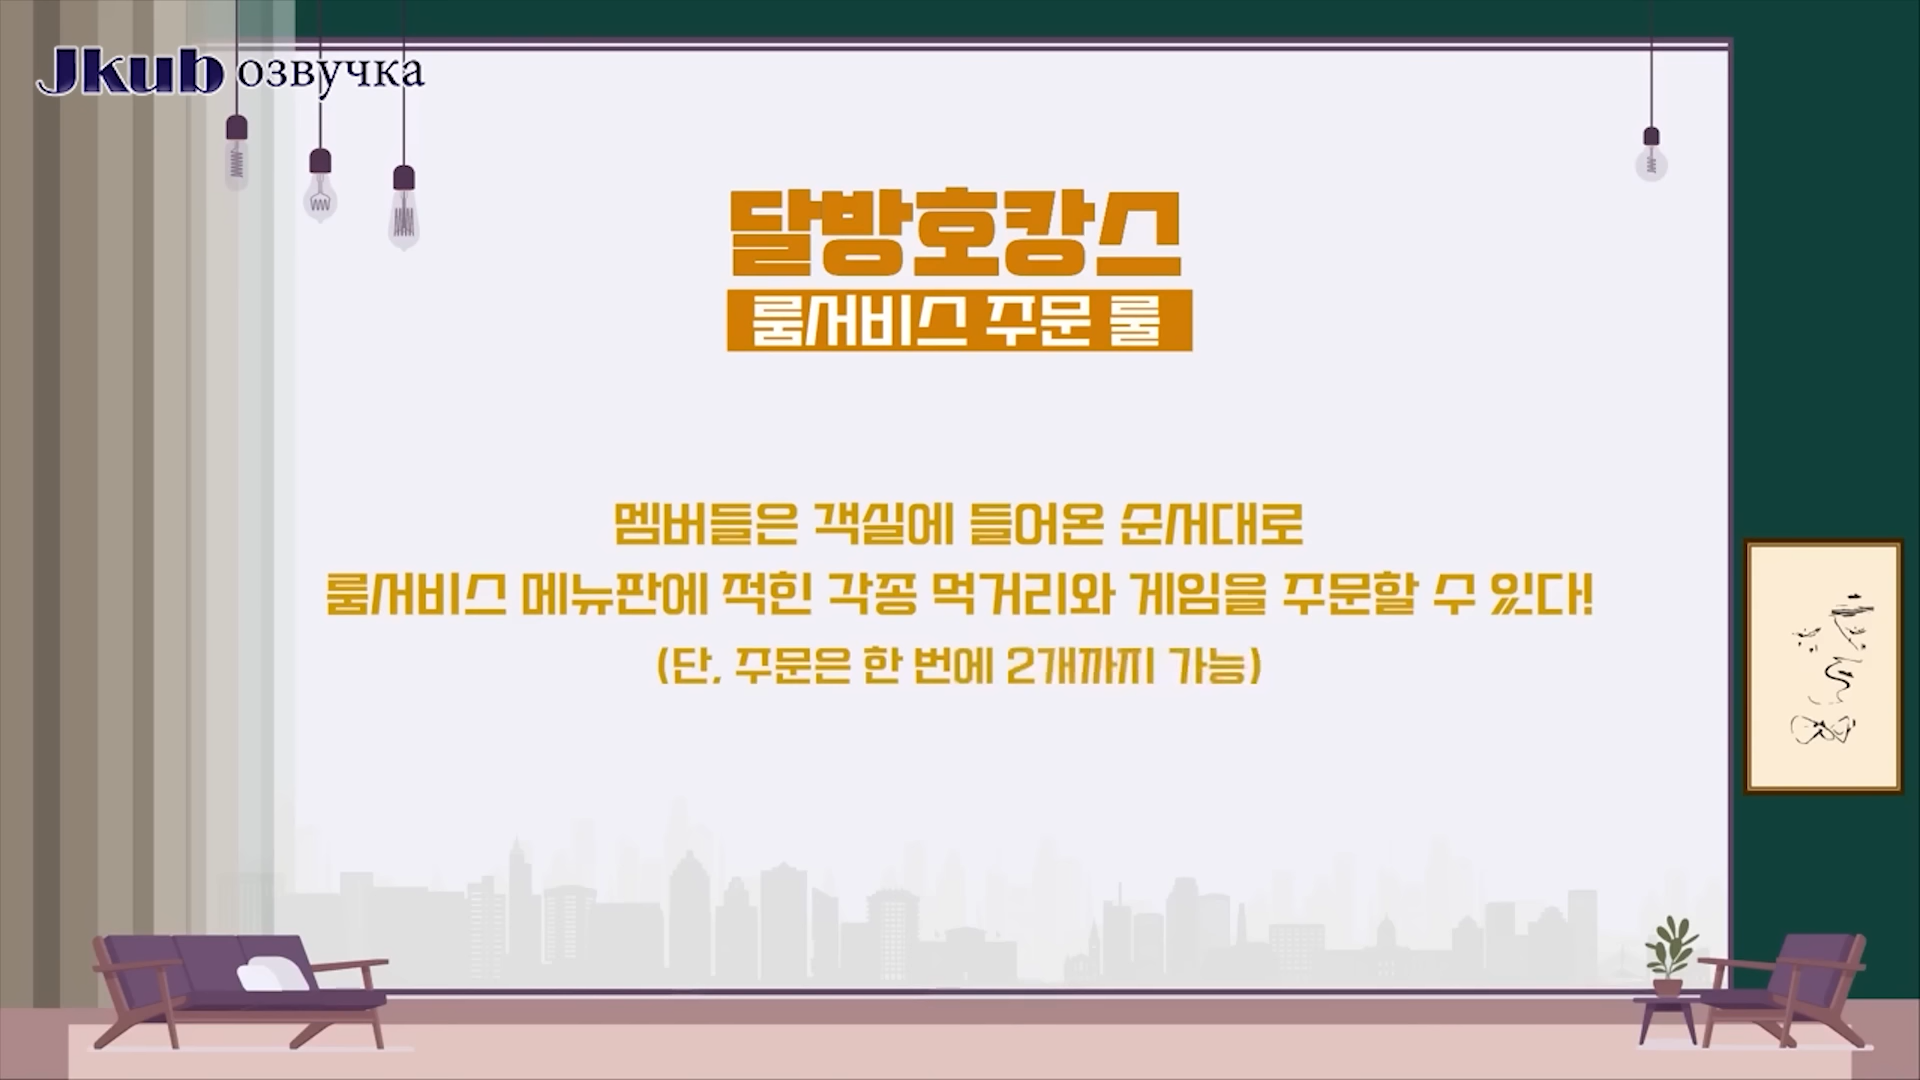 Jkub озвучка
달방호캉스
룸서비스 주문 룰
멤버들은 객실에 들어온 순서대로
룸서비스 메뉴판에 적힌 각종 먹거리와 게임을 주문할 수 있다!
(단, 주문은 한 번에 2개까지 가능)